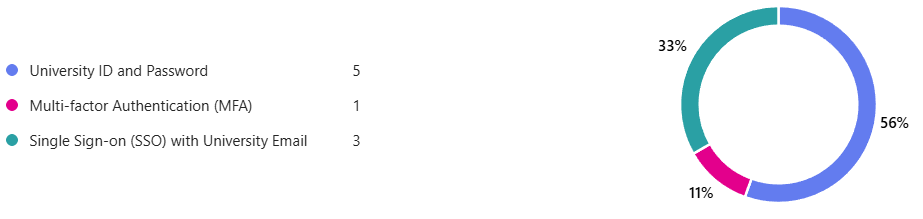 University ID and Password 5
Multi-factor Authentication (MFA) 1
Single Sign-on (SSO) with University Email 3
33%
56%
11%